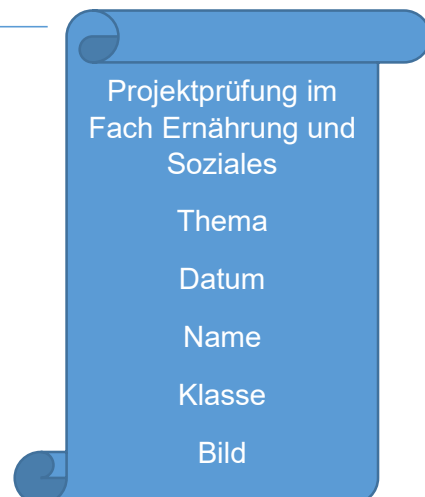 Projektprüfung im
Fach Ernährung und
Soziales
Thema
Datum
Name
Klasse
Bild